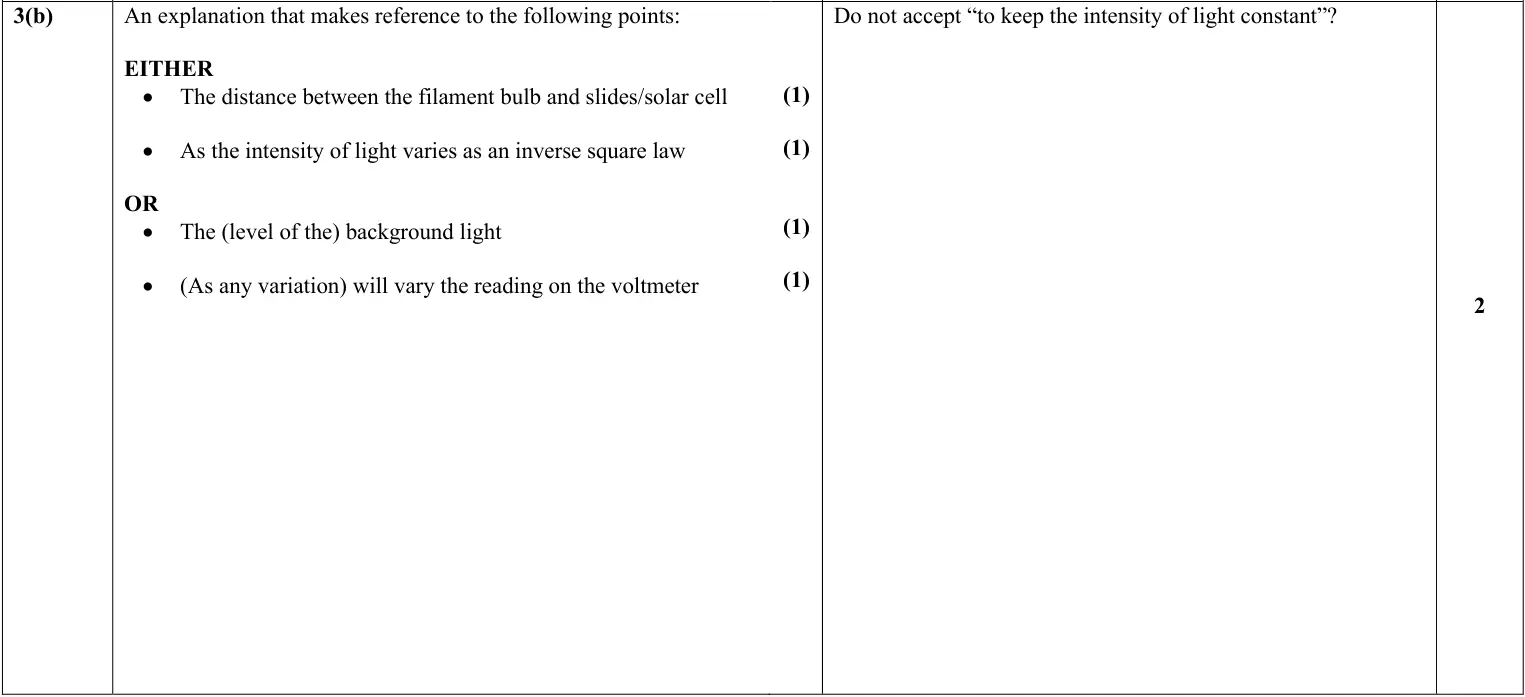 3(b)
An explanation that makes reference to the following points:
EITHER
• The distance between the filament bulb and slides/solar cell (1)
• As the intensity of light varies as an inverse square law (1)
OR
• The (level of the) background light (1)
• (As any variation) will vary the reading on the voltmeter (1)
Do not accept “to keep the intensity of light constant”?
2